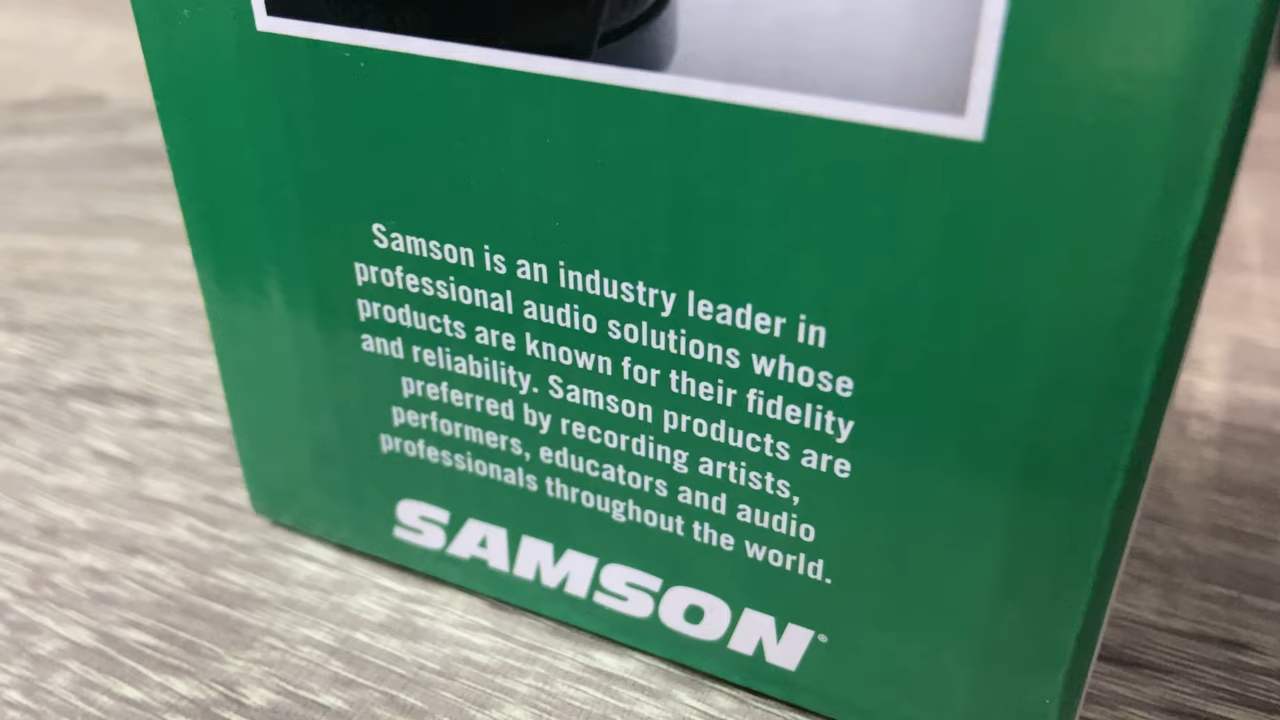 Samson is an industry leader in
professional audio solutions whose
products are known for their fidelity
and reliability. Samson products are
preferred by recording artists,
performers, educators and audio
professionals throughout the world.
SAMSON®